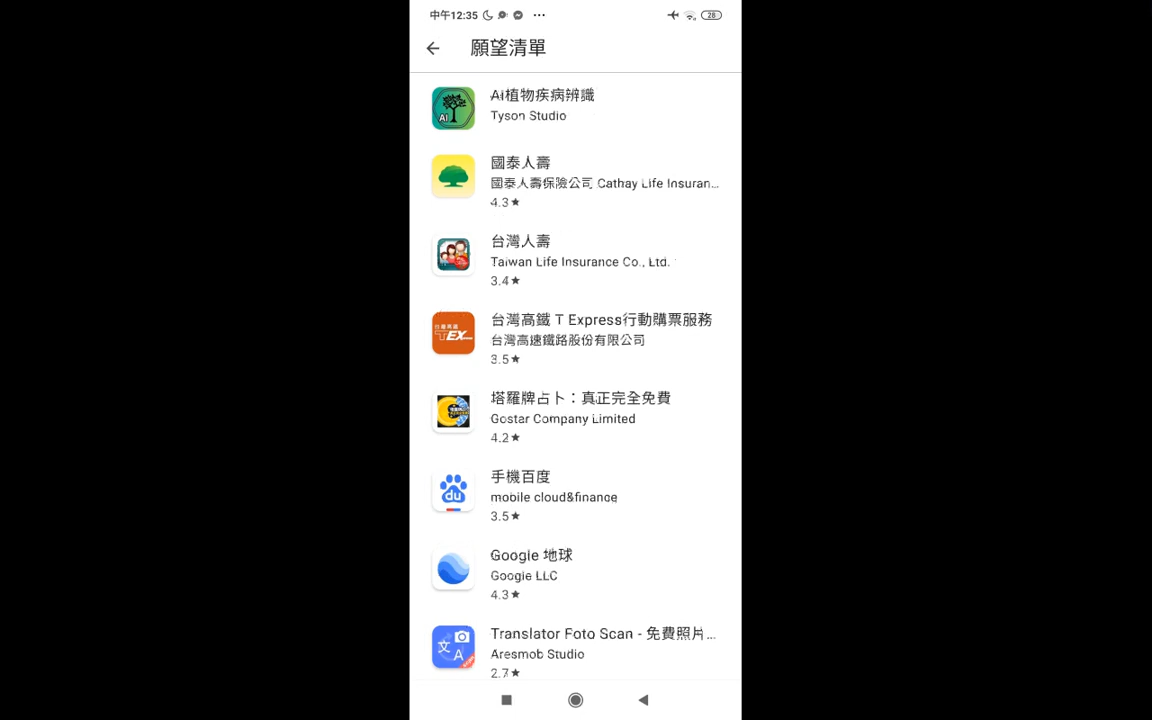 中午12:35
28
願望清單
AI植物疾病辨識
Tyson Studio
國泰人壽
國泰人壽保險公司 Cathay Life Insuran...
4.3★
台灣人壽
Taiwan Life Insurance Co., Ltd.
3.4★
台灣高鐵 T Express行動購票服務
台灣高速鐵路股份有限公司
3.5★
塔羅牌占卜：真正完全免費
Gostar Company Limited
4.2★
手機百度
mobile cloud&finance
3.5★
Google 地球
Google LLC
4.3★
Translator Foto Scan - 免費照片...
Aresmob Studio
2.7★
AI
TEX
du
文
A